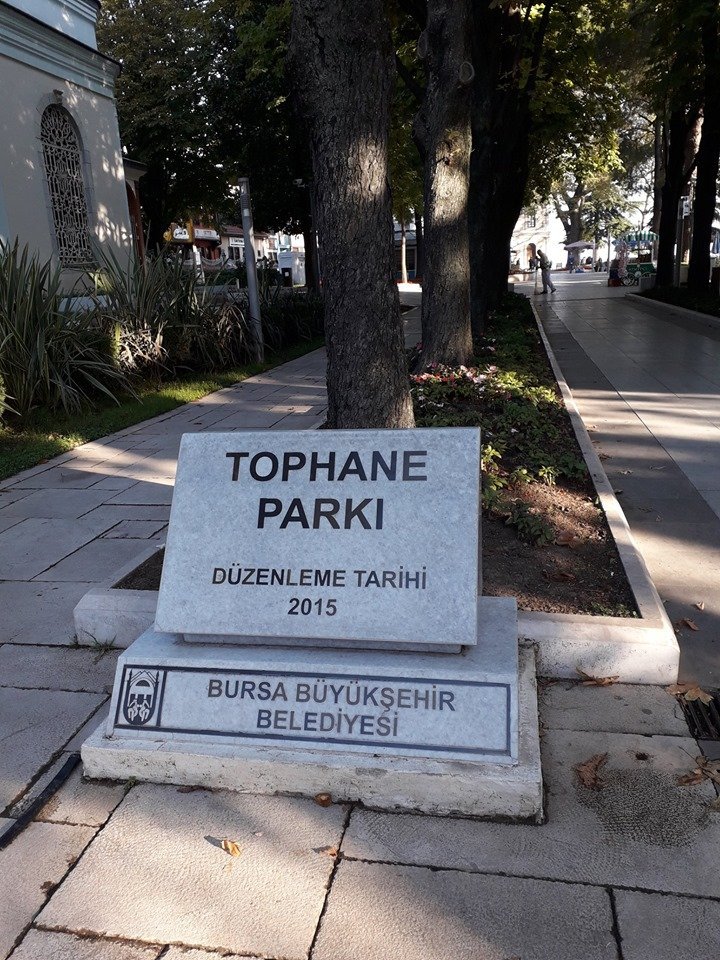 TOPHANE
PARKI
DÜZENLEME TARİHİ
2015
BURSA BÜYÜKŞEHİR
BELEDİYESİ